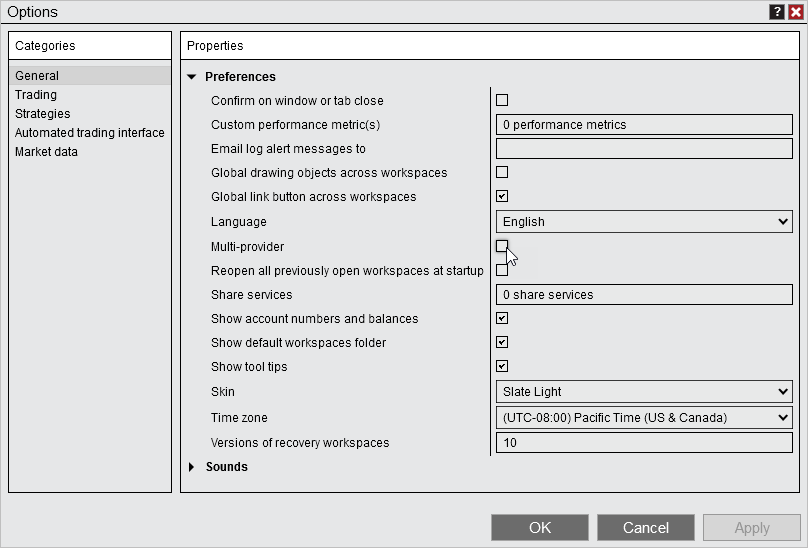 Options
?
Categories
General
Trading
Strategies
Automated trading interface
Market data
Properties
Preferences
Confirm on window or tab close
Custom performance metric(s) 0 performance metrics
Email log alert messages to
Global drawing objects across workspaces
Global link button across workspaces
Language English
Multi-provider
Reopen all previously open workspaces at startup
Share services 0 share services
Show account numbers and balances
Show default workspaces folder
Show tool tips
Skin Slate Light
Time zone (UTC-08:00) Pacific Time (US & Canada)
Versions of recovery workspaces 10
Sounds
OK Cancel Apply